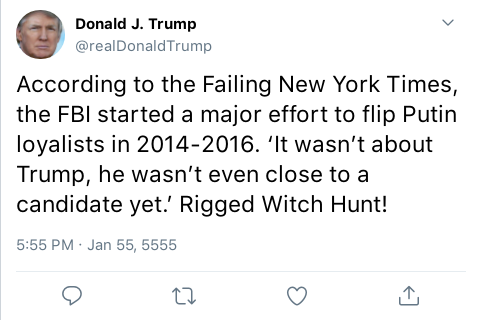 Donald J. Trump
@realDonaldTrump
According to the Failing New York Times,
the FBI started a major effort to flip Putin
loyalists in 2014-2016. ‘It wasn’t about
Trump, he wasn’t even close to a
candidate yet.’ Rigged Witch Hunt!
5:55 PM · Jan 55, 5555